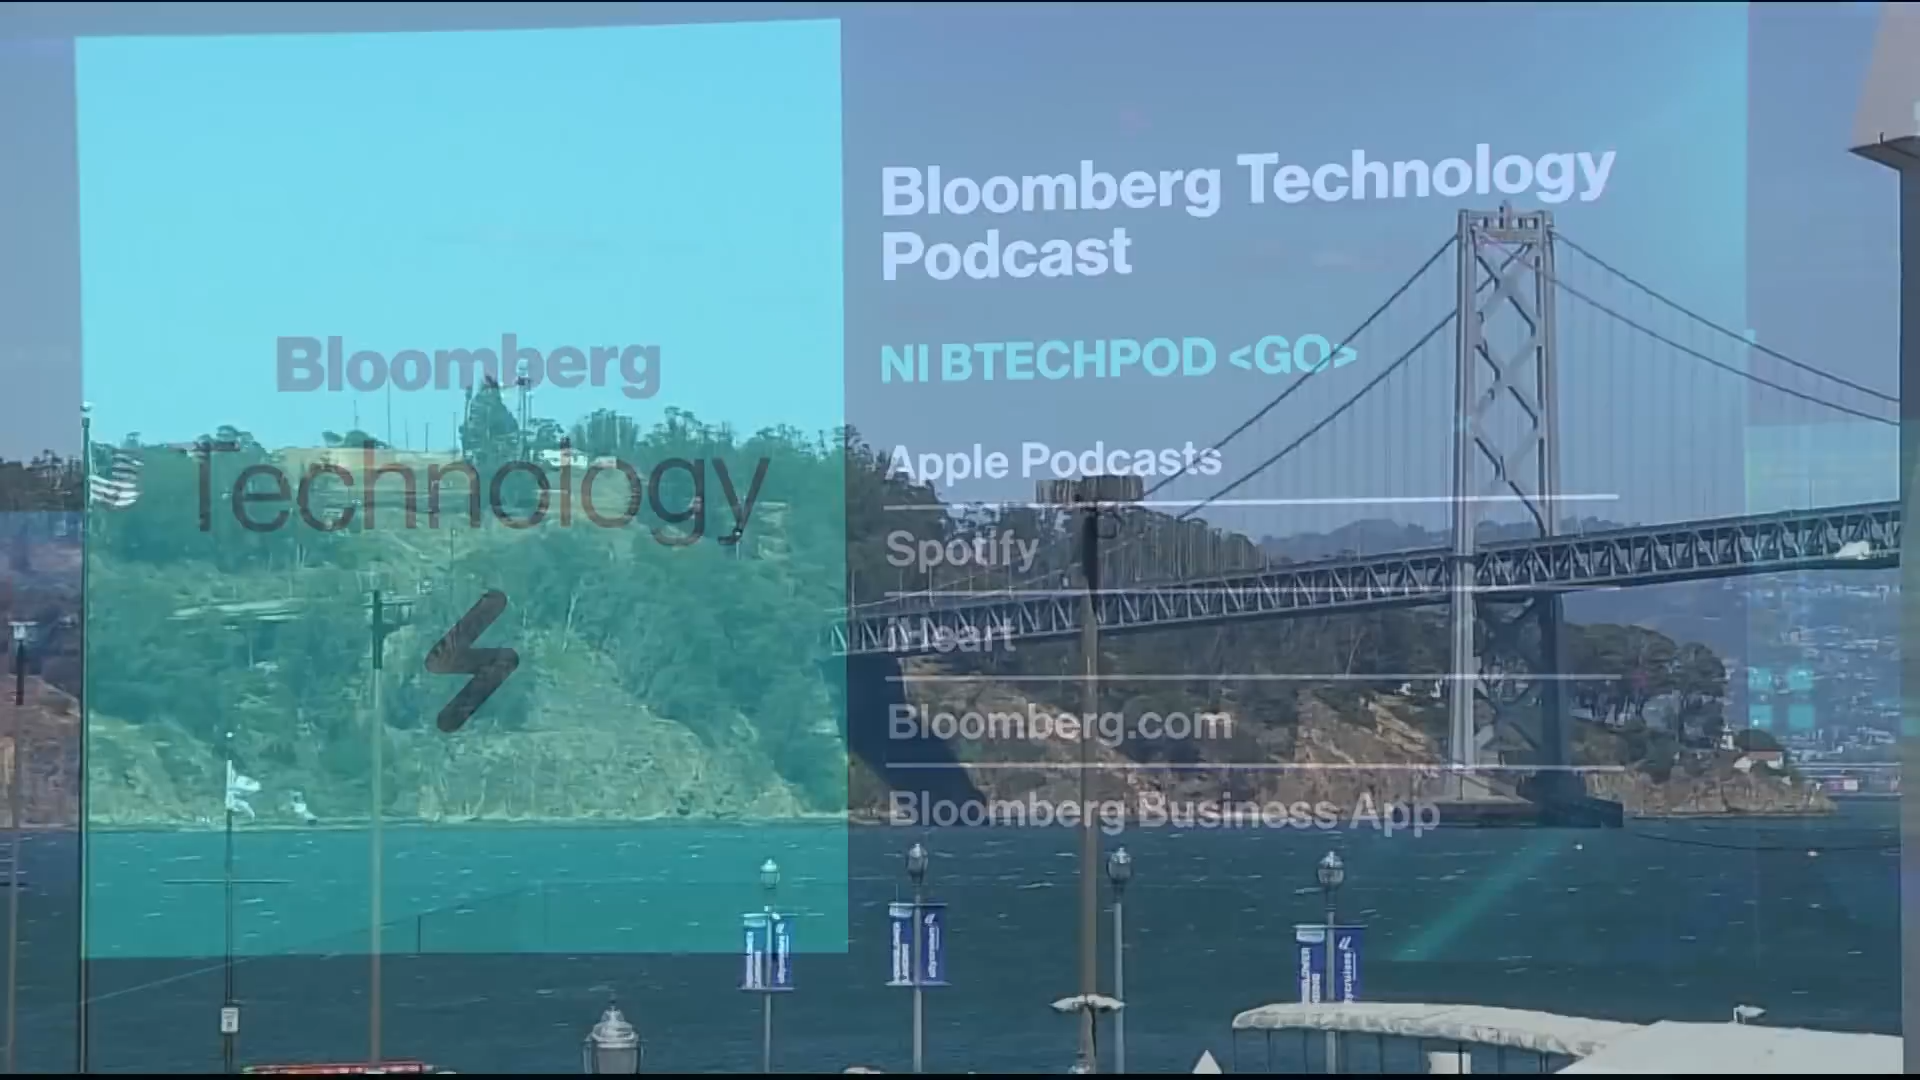 Bloomberg
Technology
Bloomberg Technology
Podcast
NI BTECHPOD <GO>
Apple Podcasts
Spotify
iHeart
Bloomberg.com
Bloomberg Business App